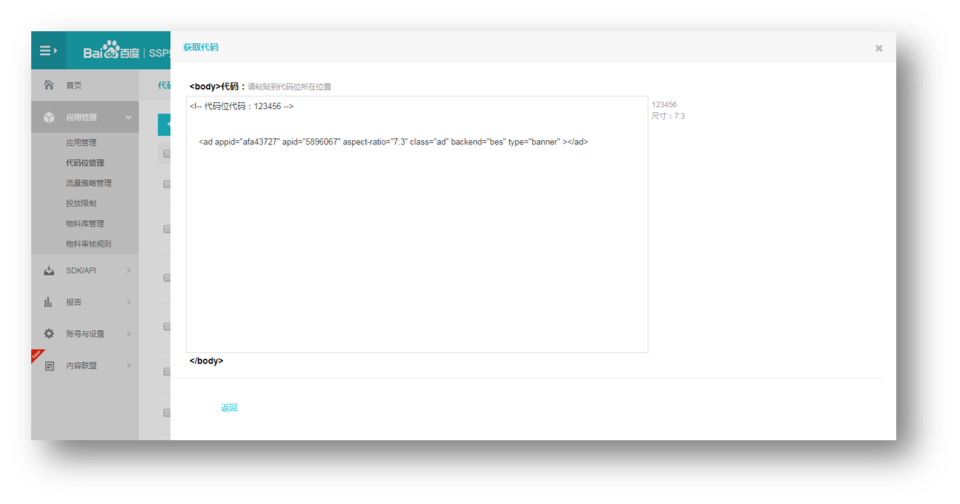 Bai百度 | SSP
获取代码
首页
代码
应用管理
应用管理
代码位管理
流量策略管理
投放限制
物料库管理
物料审核规则
SDK/API
报告
账号与设置
内容联盟
<body>代码：请粘贴到代码位所在位置
<!-- 代码位代码：123456 -->
<ad appid="afa43727" apid="5896067" aspect-ratio="7:3" class="ad" backend="bes" type="banner" ></ad>
123456
尺寸：7:3
</body>
返回